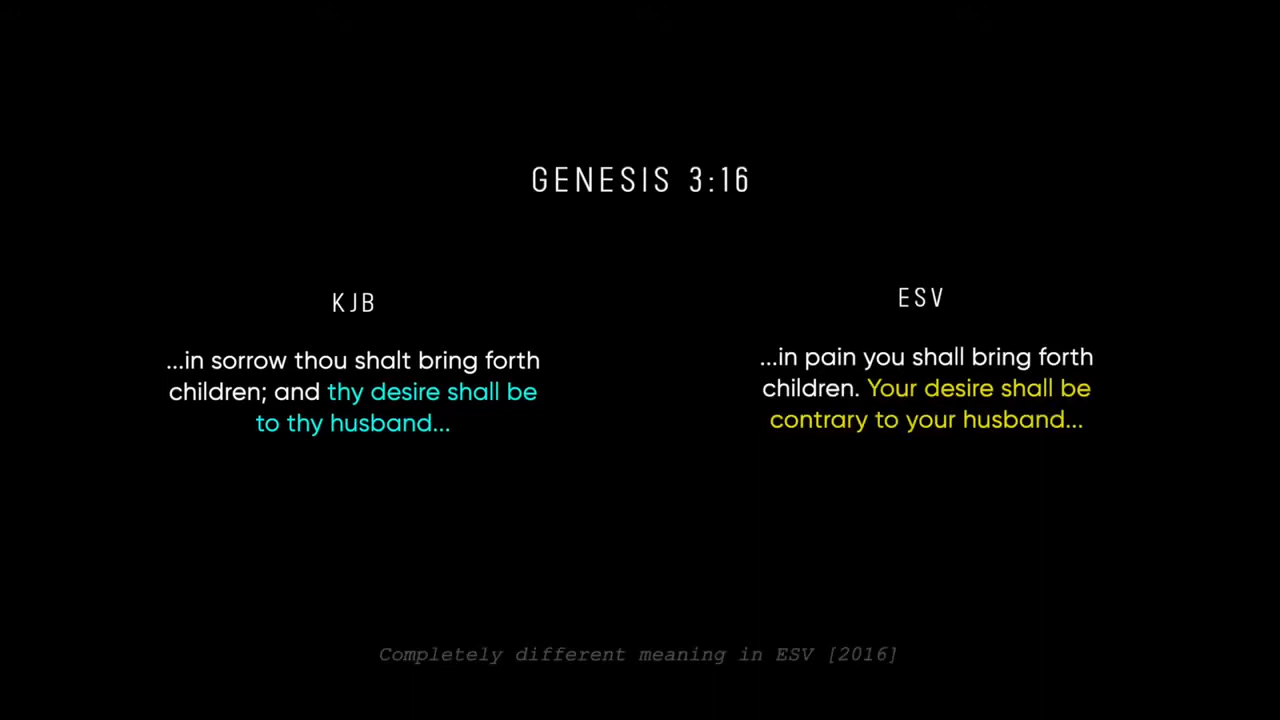 GENESIS 3:16
KJB
...in sorrow thou shalt bring forth
children; and thy desire shall be
to thy husband...
ESV
...in pain you shall bring forth
children. Your desire shall be
contrary to your husband...
Completely different meaning in ESV [2016]